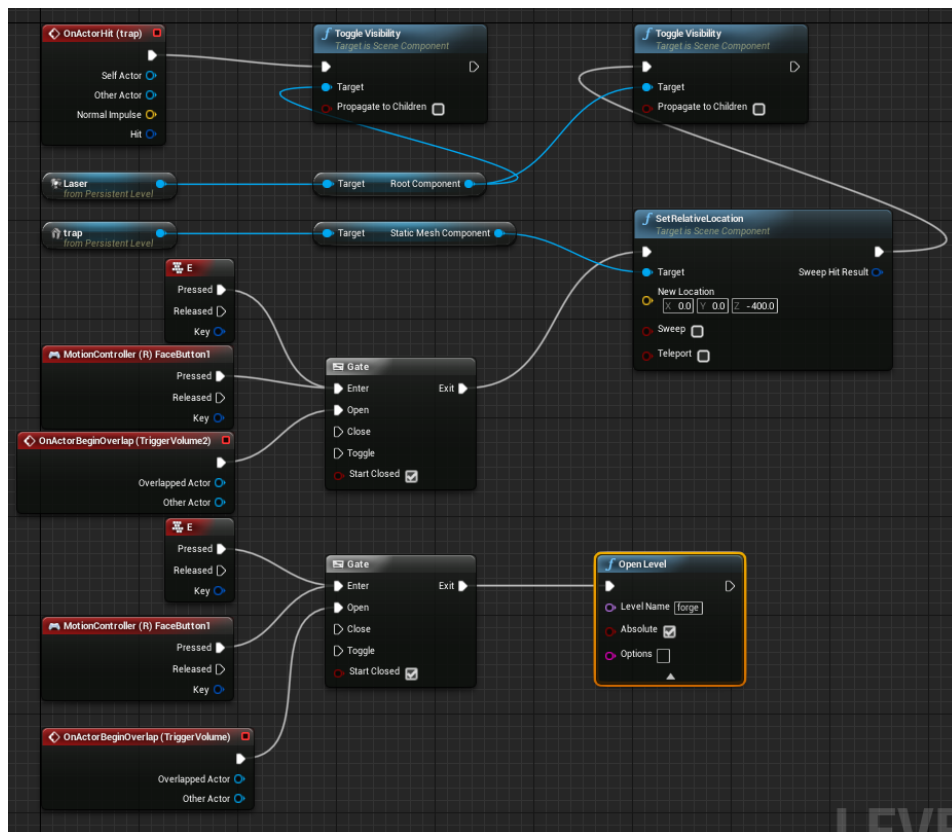 OnActorHit (trap)
Self Actor
Other Actor
Normal Impulse
Hit
Toggle Visibility
Target is Scene Component
Target
Propagate to Children
Toggle Visibility
Target is Scene Component
Target
Propagate to Children
Laser
from Persistent Level
Target Root Component
trap
from Persistent Level
Target Static Mesh Component
SetRelativeLocation
Target is Scene Component
Target Sweep Hit Result
New Location
X 0.0 Y 0.0 Z -400.0
Sweep
Teleport
E
Pressed
Released
Key
MotionController (R) FaceButton1
Pressed
Released
Key
OnActorBeginOverlap (TriggerVolume2)
Overlapped Actor
Other Actor
Gate
Enter Exit
Open
Close
Toggle
Start Closed
E
Pressed
Released
Key
MotionController (R) FaceButton1
Pressed
Released
Key
OnActorBeginOverlap (TriggerVolume)
Overlapped Actor
Other Actor
Gate
Enter Exit
Open
Close
Toggle
Start Closed
Open Level
Level Name forge
Absolute
Options